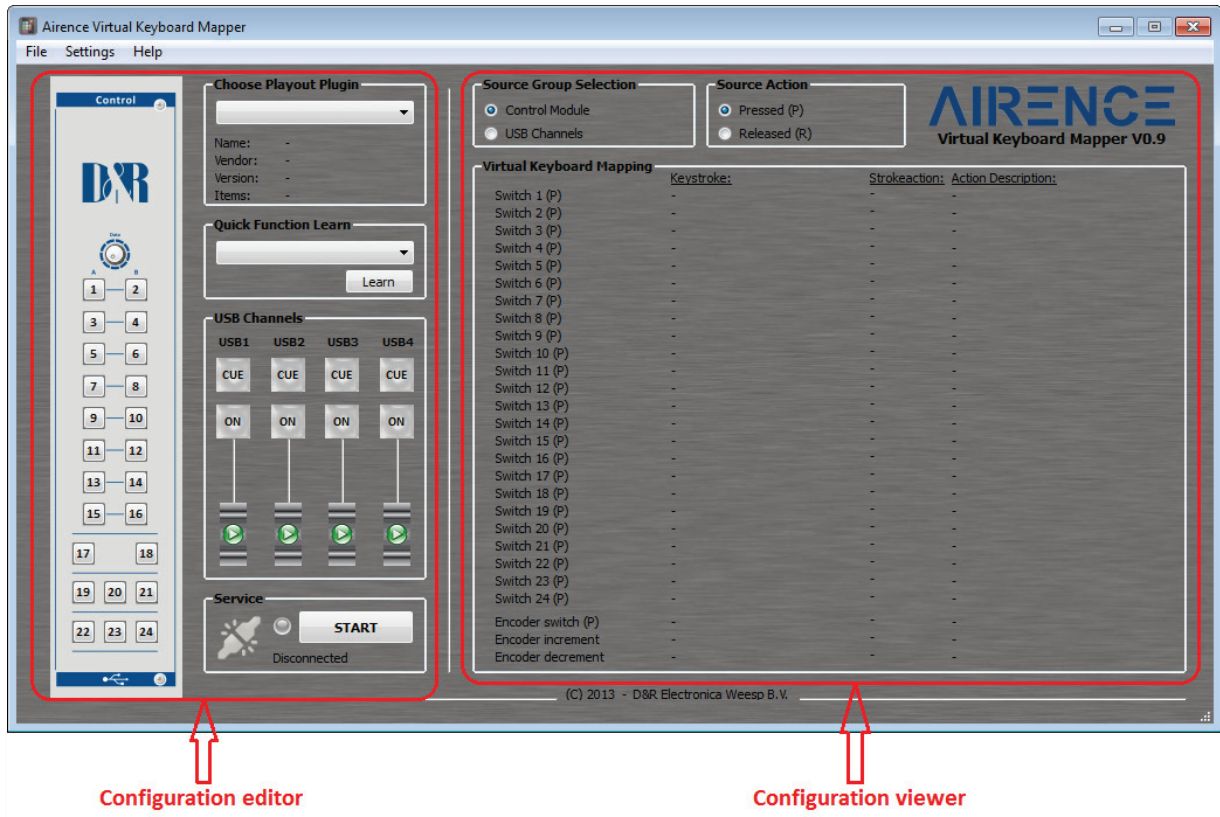 Airence Virtual Keyboard Mapper
File Settings Help
Control
D&R
Data
A B
1 2
3 4
5 6
7 8
9 10
11 12
13 14
15 16
17 18
19 20 21
22 23 24
Choose Playout Plugin
Name: -
Vendor: -
Version: -
Items: -
Quick Function Learn
Learn
USB Channels
USB1 USB2 USB3 USB4
CUE CUE CUE CUE
ON ON ON ON
Service
START
Disconnected
Source Group Selection
Control Module
USB Channels
Source Action
Pressed (P)
Released (R)
AIRENCE
Virtual Keyboard Mapper V0.9
Virtual Keyboard Mapping
Keystroke: Strokeaction: Action Description:
Switch 1 (P) - - -
Switch 2 (P) - - -
Switch 3 (P) - - -
Switch 4 (P) - - -
Switch 5 (P) - - -
Switch 6 (P) - - -
Switch 7 (P) - - -
Switch 8 (P) - - -
Switch 9 (P) - - -
Switch 10 (P) - - -
Switch 11 (P) - - -
Switch 12 (P) - - -
Switch 13 (P) - - -
Switch 14 (P) - - -
Switch 15 (P) - - -
Switch 16 (P) - - -
Switch 17 (P) - - -
Switch 18 (P) - - -
Switch 19 (P) - - -
Switch 20 (P) - - -
Switch 21 (P) - - -
Switch 22 (P) - - -
Switch 23 (P) - - -
Switch 24 (P) - - -
Encoder switch (P) - - -
Encoder increment - - -
Encoder decrement - - -
(C) 2013 - D&R Electronica Weesp B.V.
Configuration editor
Configuration viewer